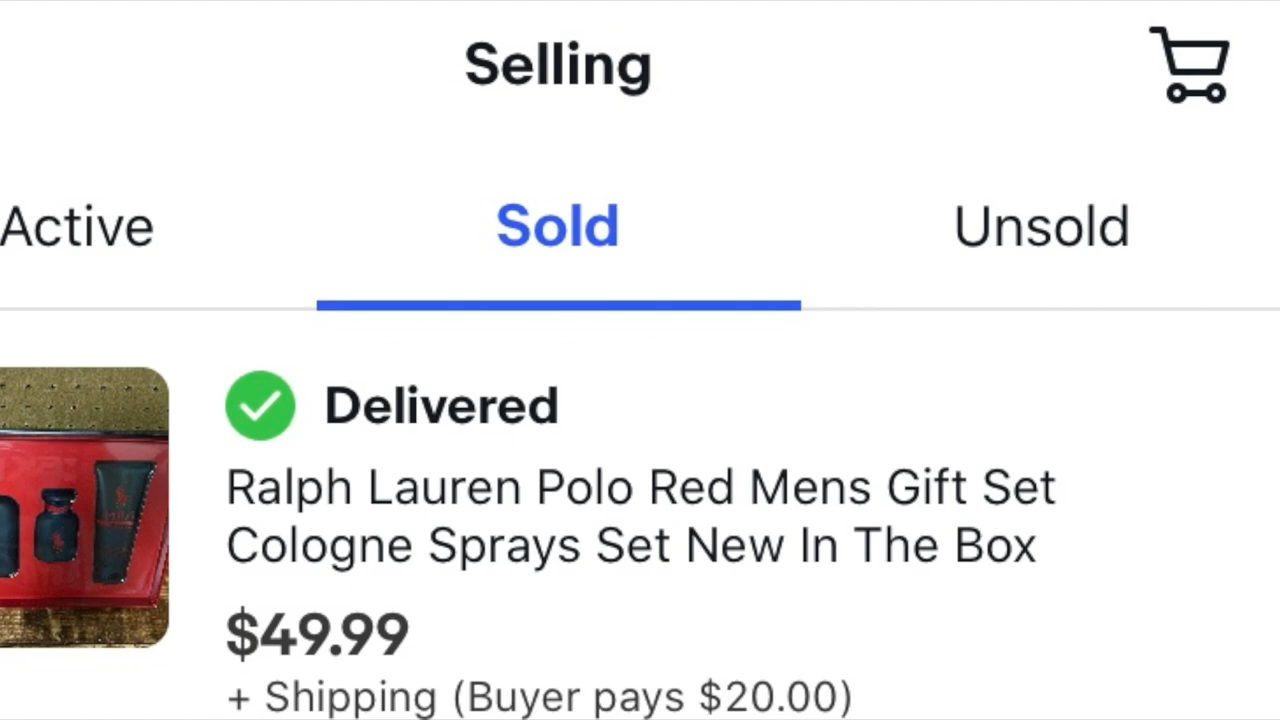 Selling
Active Sold Unsold
Delivered
Ralph Lauren Polo Red Mens Gift Set
Cologne Sprays Set New In The Box
$49.99
+ Shipping (Buyer pays $20.00)